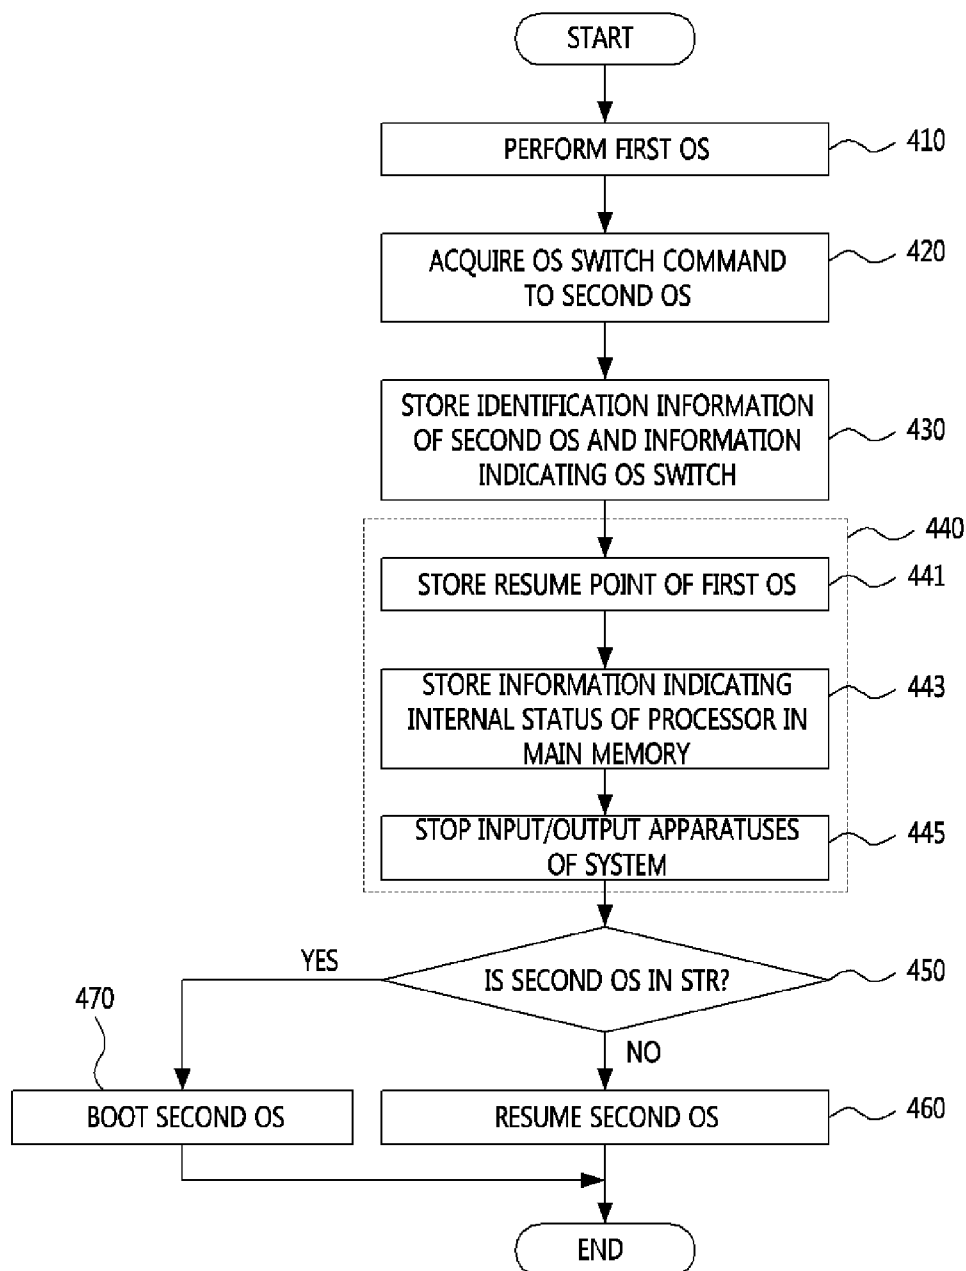 START
PERFORM FIRST OS
410
ACQUIRE OS SWITCH COMMAND
TO SECOND OS
420
STORE IDENTIFICATION INFORMATION
OF SECOND OS AND INFORMATION
INDICATING OS SWITCH
430
440
STORE RESUME POINT OF FIRST OS
441
STORE INFORMATION INDICATING
INTERNAL STATUS OF PROCESSOR IN
MAIN MEMORY
443
STOP INPUT/OUTPUT APPARATUSES
OF SYSTEM
445
IS SECOND OS IN STR?
450
YES
NO
470
BOOT SECOND OS
RESUME SECOND OS
460
END